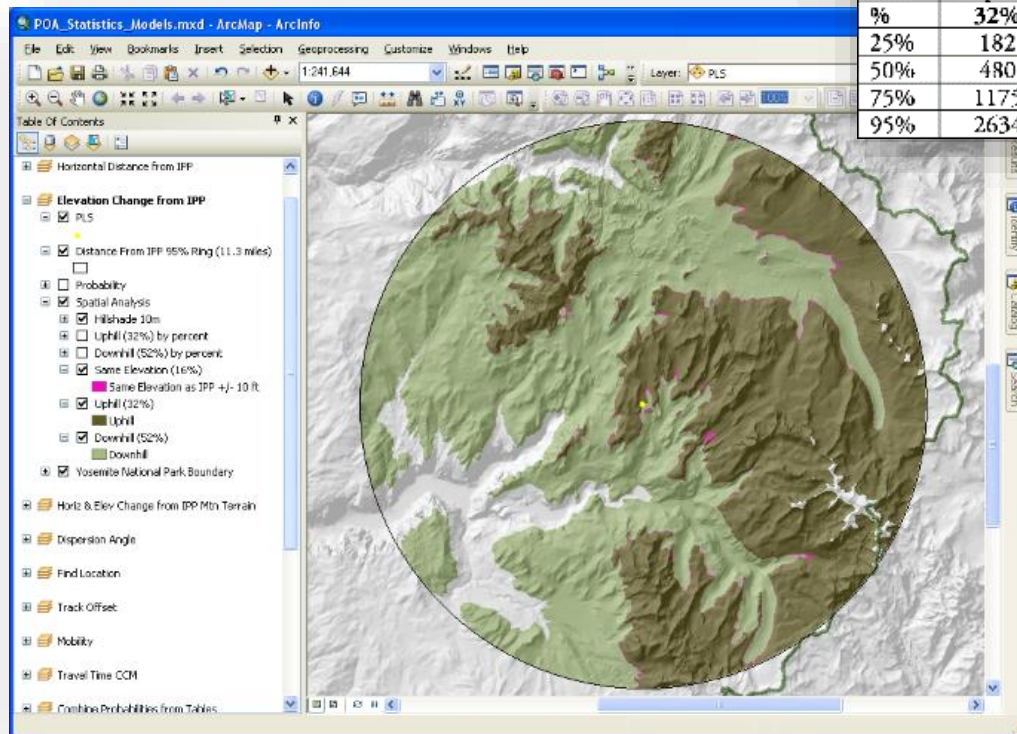 POA_Statistics_Models.mxd - ArcMap - ArcInfo
File Edit View Bookmarks Insert Selection Geoprocessing Customize Windows Help
1:241,644 Layer: PLS
100%
Table Of Contents
Horizontal Distance from IPP
Elevation Change from IPP
PLS
Distance From IPP 95% Ring (11.3 miles)
Probability
Spatial Analysis
Hillshade 10m
Uphill (32%) by percent
Downhill (52%) by percent
Same Elevation (16%)
Same Elevation as IPP +/- 10 ft
Uphill (32%)
Uphill
Downhill (52%)
Downhill
Yosemite National Park Boundary
Horiz & Elev Change from IPP Mtn Terrain
Dispersion Angle
Find Location
Track Offset
Mobility
Travel Time CCM
Combine Probabilities from Tables
% 32%
25% 182
50% 480
75% 1175
95% 2634
Catalog
Search